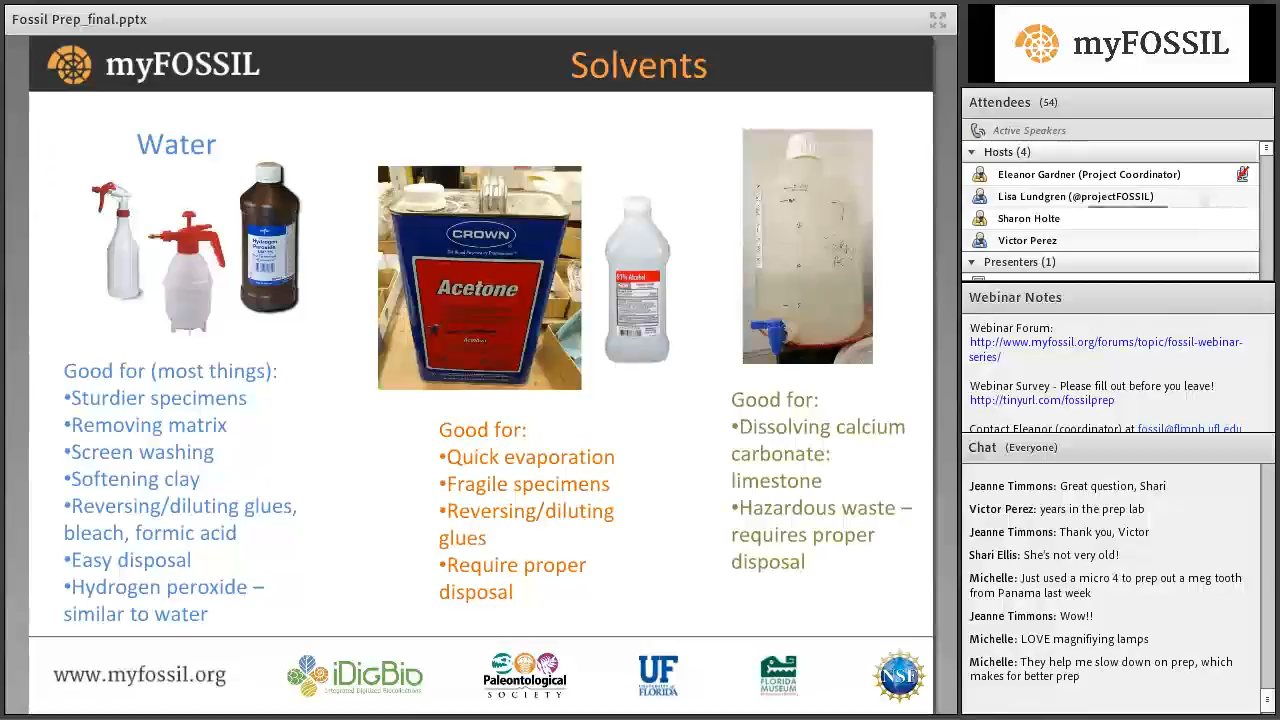 Fossil Prep_final.pptx
myFOSSIL
Solvents
Water
Hydrogen
Peroxide
CROWN
Acetone
Acetone
91% Alcohol
Good for (most things):
•Sturdier specimens
•Removing matrix
•Screen washing
•Softening clay
•Reversing/diluting glues,
bleach, formic acid
•Easy disposal
•Hydrogen peroxide –
similar to water
Good for:
•Quick evaporation
•Fragile specimens
•Reversing/diluting
glues
•Require proper
disposal
Good for:
•Dissolving calcium
carbonate:
limestone
•Hazardous waste –
requires proper
disposal
www.myfossil.org
iDigBio
Integrated Digitized Biocollections
Paleontological
SOCIETY
UF
UNIVERSITY of
FLORIDA
FLORIDA
MUSEUM
NSF
myFOSSIL
Attendees (54)
Active Speakers
Hosts (4)
Eleanor Gardner (Project Coordinator)
Lisa Lundgren (@projectFOSSIL)
Sharon Holte
Victor Perez
Presenters (1)
Webinar Notes
Webinar Forum:
http://www.myfossil.org/forums/topic/fossil-webinar-
series/
Webinar Survey - Please fill out before you leave!
http://tinyurl.com/fossilprep
Contact Eleanor (coordinator) at fossil@flmnh.ufl.edu
Chat (Everyone)
Jeanne Timmons: Great question, Shari
Victor Perez: years in the prep lab
Jeanne Timmons: Thank you, Victor
Shari Ellis: She's not very old!
Michelle: Just used a micro 4 to prep out a meg tooth
from Panama last week
Jeanne Timmons: Wow!!
Michelle: LOVE magnifiying lamps
Michelle: They help me slow down on prep, which
makes for better prep